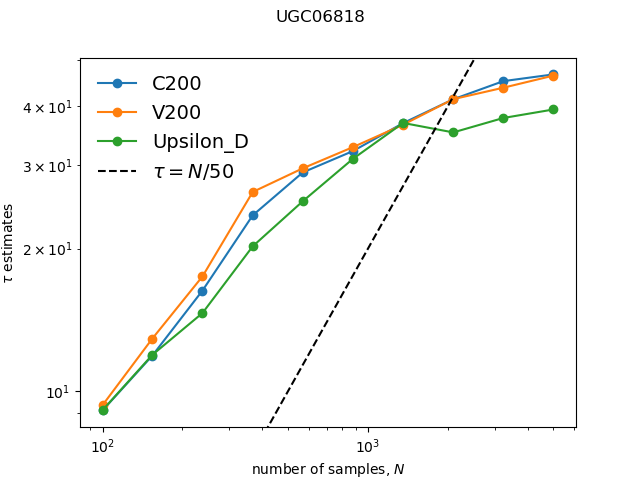 UGC06818
C200
V200
Upsilon_D
τ = N/50
4 × 10¹
3 × 10¹
2 × 10¹
10¹
τ estimates
10² 10³
number of samples, N